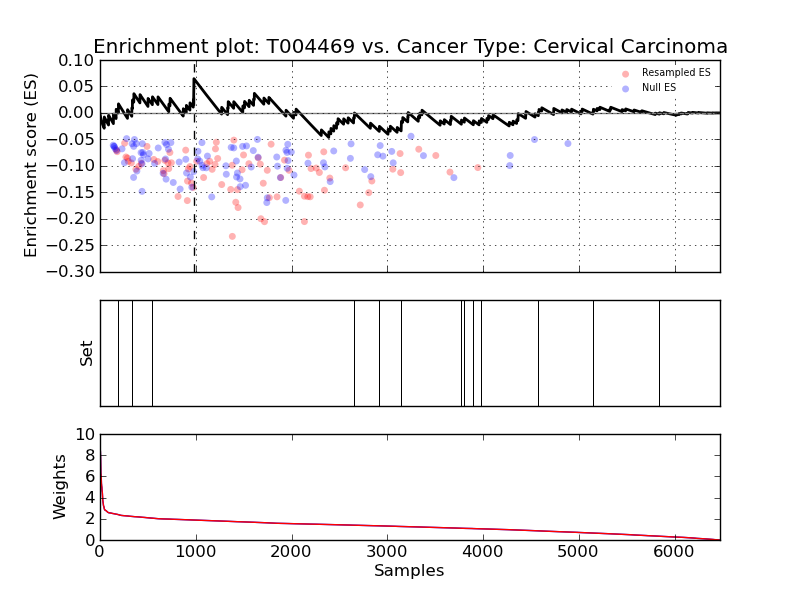 Enrichment plot: T004469 vs. Cancer Type: Cervical Carcinoma
Enrichment score (ES)
0.10
0.05
0.00
−0.05
−0.10
−0.15
−0.20
−0.25
−0.30
Resampled ES
Null ES
Set
Weights
10
8
6
4
2
0
0 1000 2000 3000 4000 5000 6000
Samples